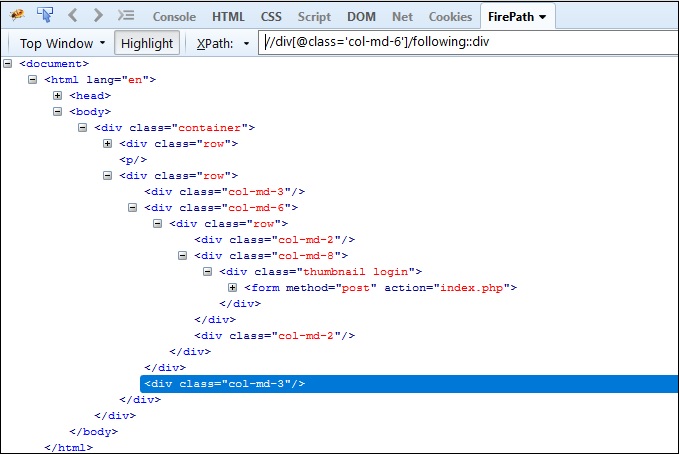 Console HTML CSS Script DOM Net Cookies FirePath
Top Window Highlight XPath: //div[@class='col-md-6']/following::div
<document>
<html lang="en">
<head>
<body>
<div class="container">
<div class="row">
<p/>
<div class="row">
<div class="col-md-3"/>
<div class="col-md-6">
<div class="row">
<div class="col-md-2"/>
<div class="col-md-8">
<div class="thumbnail login">
<form method="post" action="index.php">
</div>
</div>
<div class="col-md-2"/>
</div>
</div>
<div class="col-md-3"/>
</div>
</div>
</body>
</html>